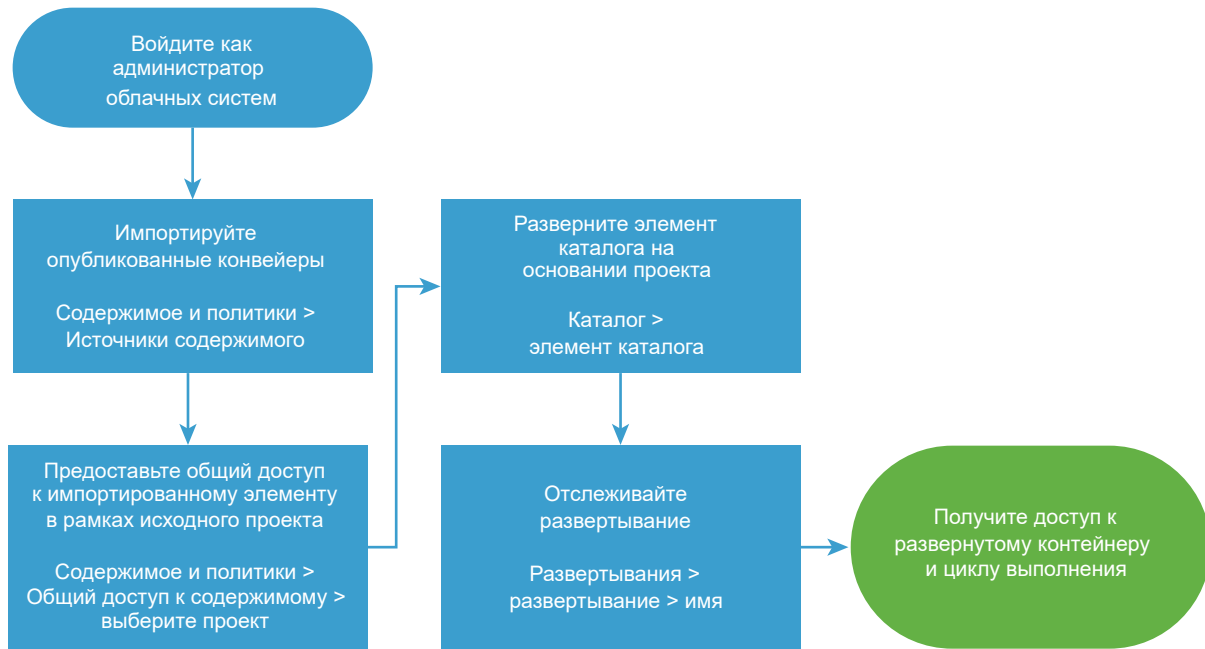 Войдите как
администратор
облачных систем
Импортируйте
опубликованные конвейеры
Содержимое и политики >
Источники содержимого
Предоставьте общий доступ
к импортированному элементу
в рамках исходного проекта
Содержимое и политики >
Общий доступ к содержимому >
выберите проект
Разверните элемент
каталога на
основании проекта
Каталог >
элемент каталога
Отслеживайте
развертывание
Развертывания >
развертывание > имя
Получите доступ к
развернутому контейнеру
и циклу выполнения